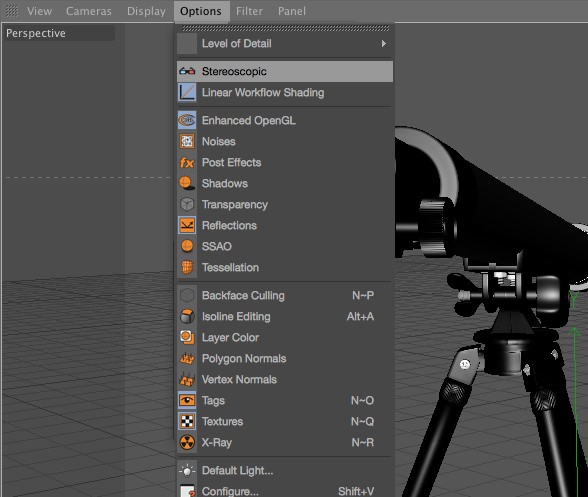 View Cameras Display Options Filter Panel
Perspective
Level of Detail
Stereoscopic
Linear Workflow Shading
Enhanced OpenGL
Noises
Post Effects
Shadows
Transparency
Reflections
SSAO
Tessellation
Backface Culling N~P
Isoline Editing Alt+A
Layer Color
Polygon Normals
Vertex Normals
Tags N~O
Textures N~Q
X-Ray N~R
Default Light...
Configure... Shift+V